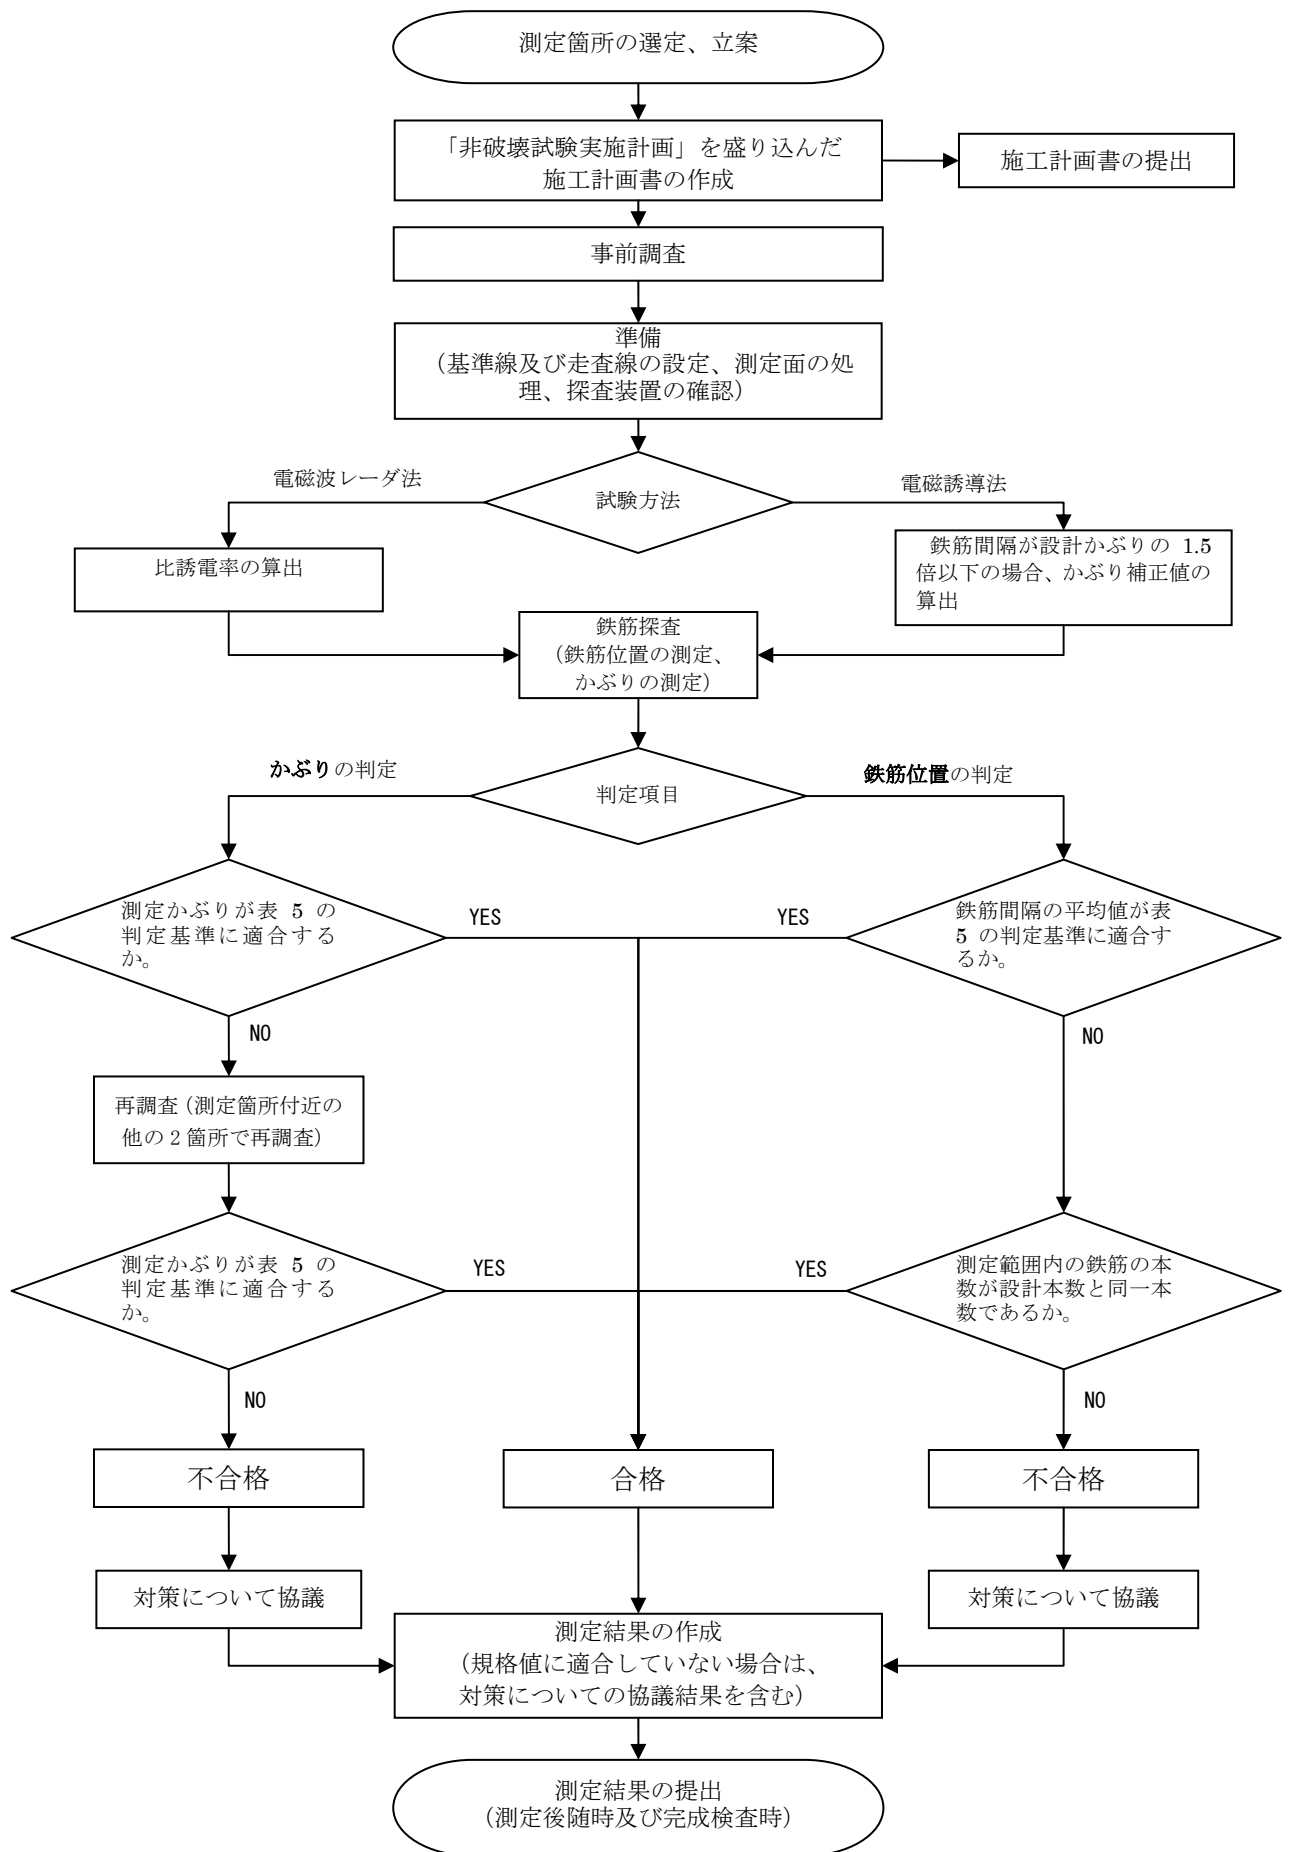 測定箇所の選定、立案
「非破壊試験実施計画」を盛り込んだ
施工計画書の作成
施工計画書の提出
事前調査
準備
（基準線及び走査線の設定、測定面の処
理、探査装置の確認）
電磁波レーダ法
試験方法
電磁誘導法
比誘電率の算出
鉄筋間隔が設計かぶりの 1.5
倍以下の場合、かぶり補正値の
算出
鉄筋探査
（鉄筋位置の測定、
かぶりの測定）
かぶりの判定
判定項目
鉄筋位置の判定
測定かぶりが表 5 の
判定基準に適合する
か。
YES
YES
鉄筋間隔の平均値が表
5 の判定基準に適合す
るか。
NO
NO
再調査（測定箇所付近の
他の２箇所で再調査）
測定かぶりが表 5 の
判定基準に適合する
か。
YES
YES
測定範囲内の鉄筋の本
数が設計本数と同一本
数であるか。
NO
NO
不合格
合格
不合格
対策について協議
対策について協議
測定結果の作成
（規格値に適合していない場合は、
対策についての協議結果を含む）
測定結果の提出
（測定後随時及び完成検査時）